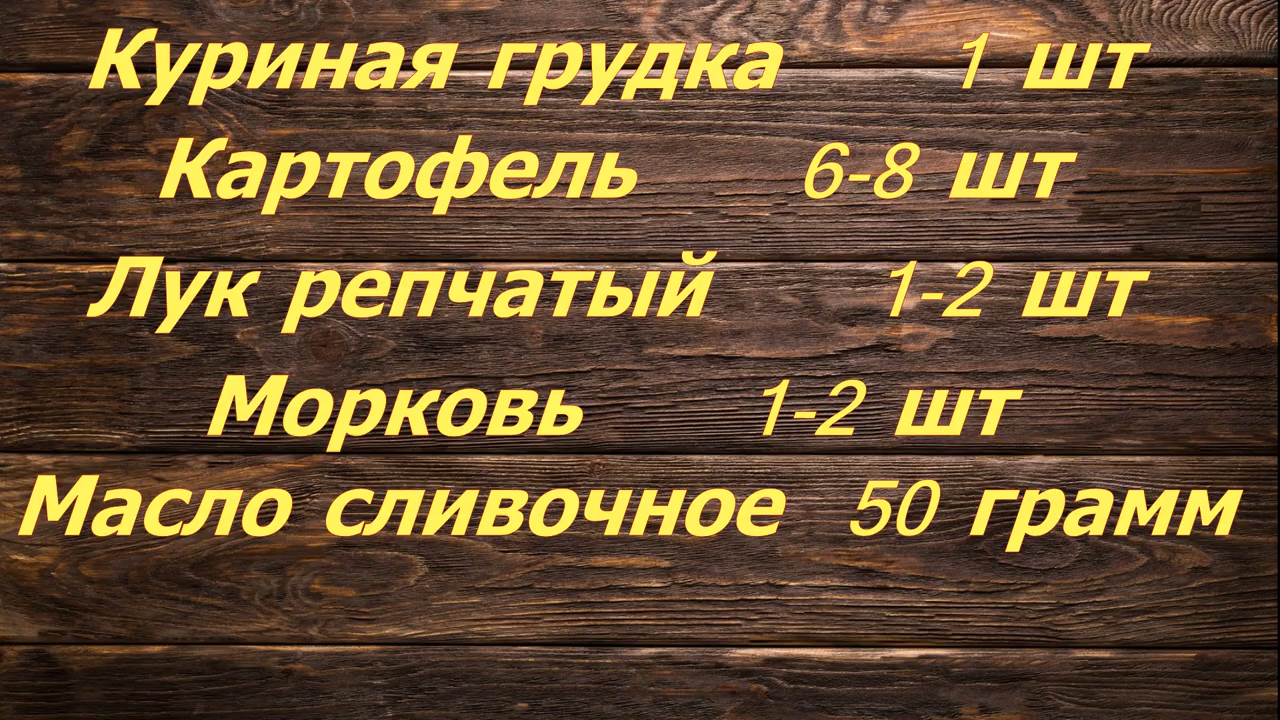 Куриная грудка 1 шт
Картофель 6-8 шт
Лук репчатый 1-2 шт
Морковь 1-2 шт
Масло сливочное 50 грамм